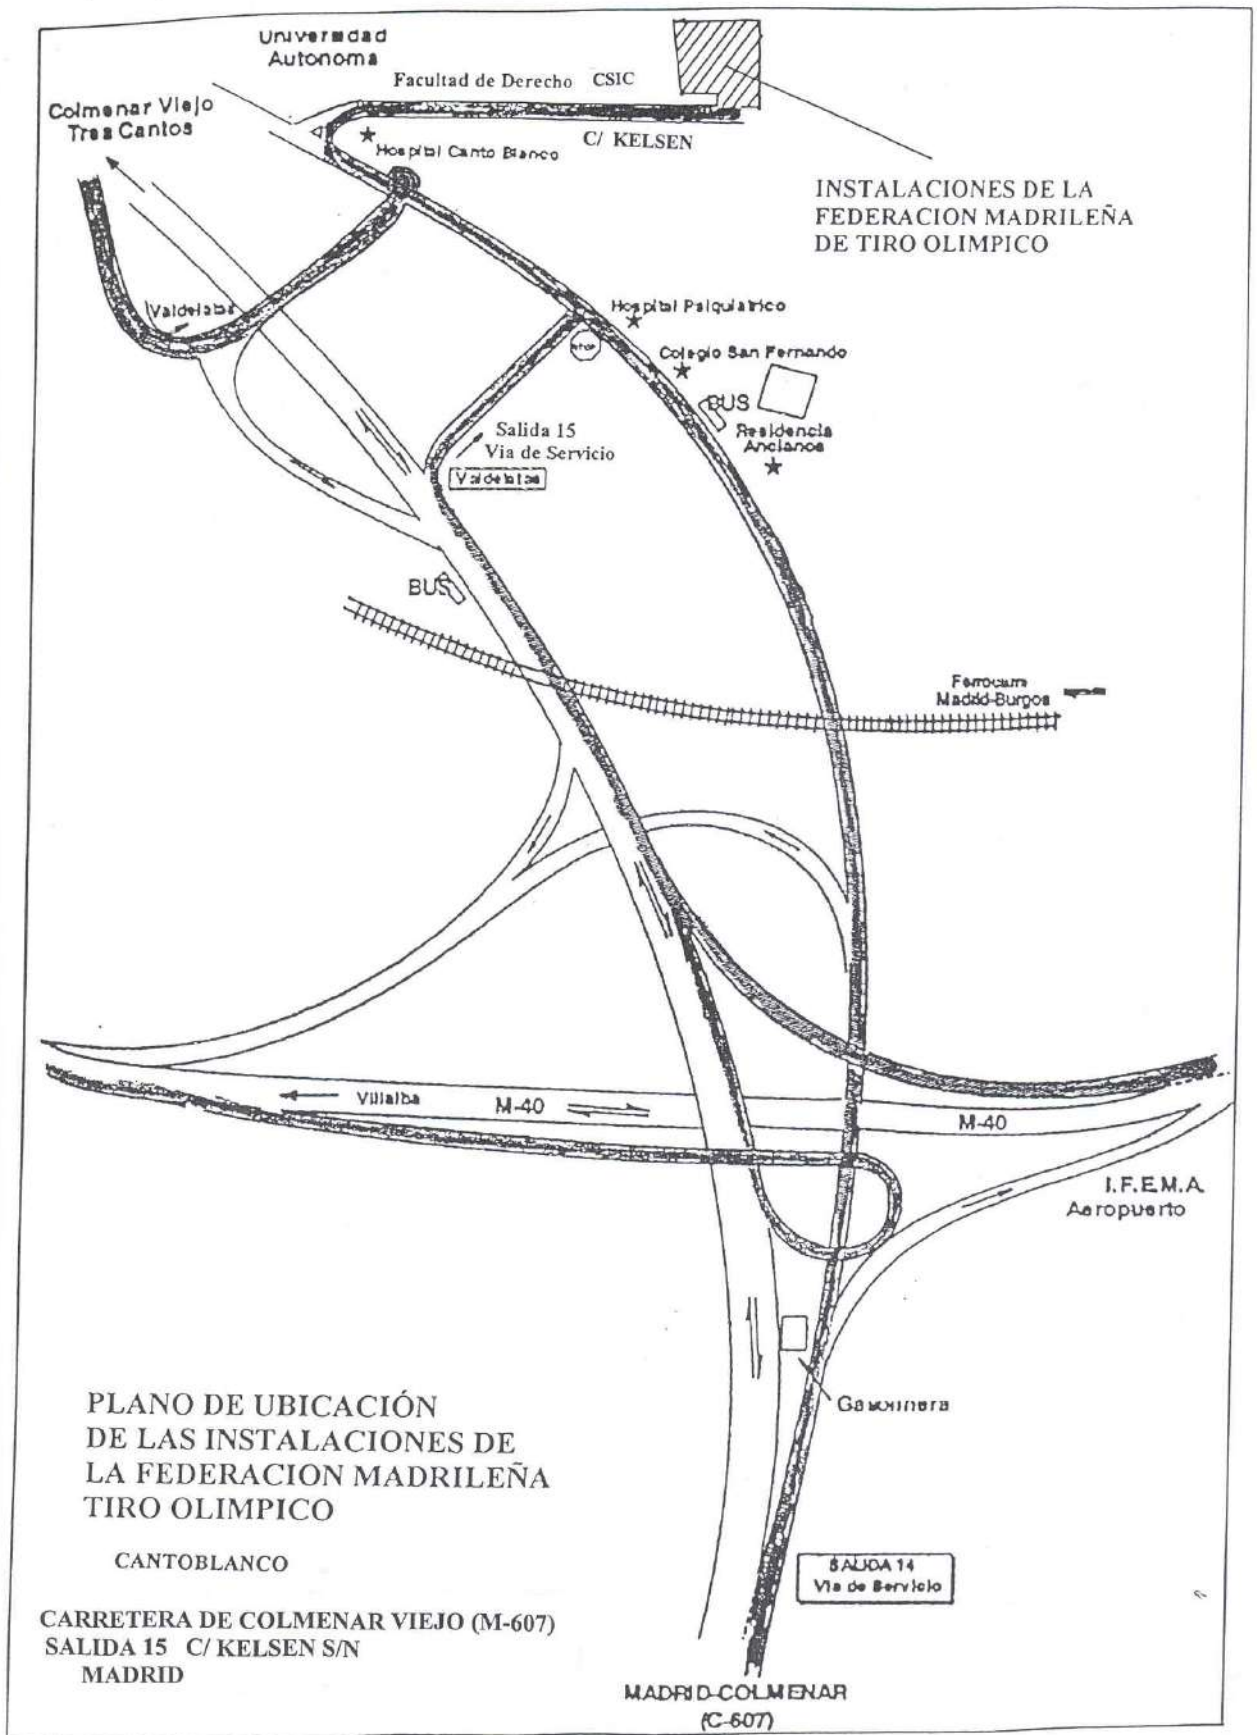 Universidad
Autonoma
Facultad de Derecho CSIC
Colmenar Viejo
Tres Cantos
Hospital Canto Blanco
C/ KELSEN
INSTALACIONES DE LA
FEDERACION MADRILEÑA
DE TIRO OLIMPICO
Valdelatas
Hospital Psiquiatrico
STOP
Colegio San Fernando
BUS
Residencia
Ancianos
Salida 15
Via de Servicio
Valdelatas
BUS
Ferrocarri
Madrid-Burgos
Villalba
M-40
M-40
I.F.E.M.A.
Aeropuerto
Gasolinera
PLANO DE UBICACIÓN
DE LAS INSTALACIONES DE
LA FEDERACION MADRILEÑA
TIRO OLIMPICO
CANTOBLANCO
SALIDA 14
Via de Servicio
CARRETERA DE COLMENAR VIEJO (M-607)
SALIDA 15 C/ KELSEN S/N
MADRID
MADRID-COLMENAR
(C-607)